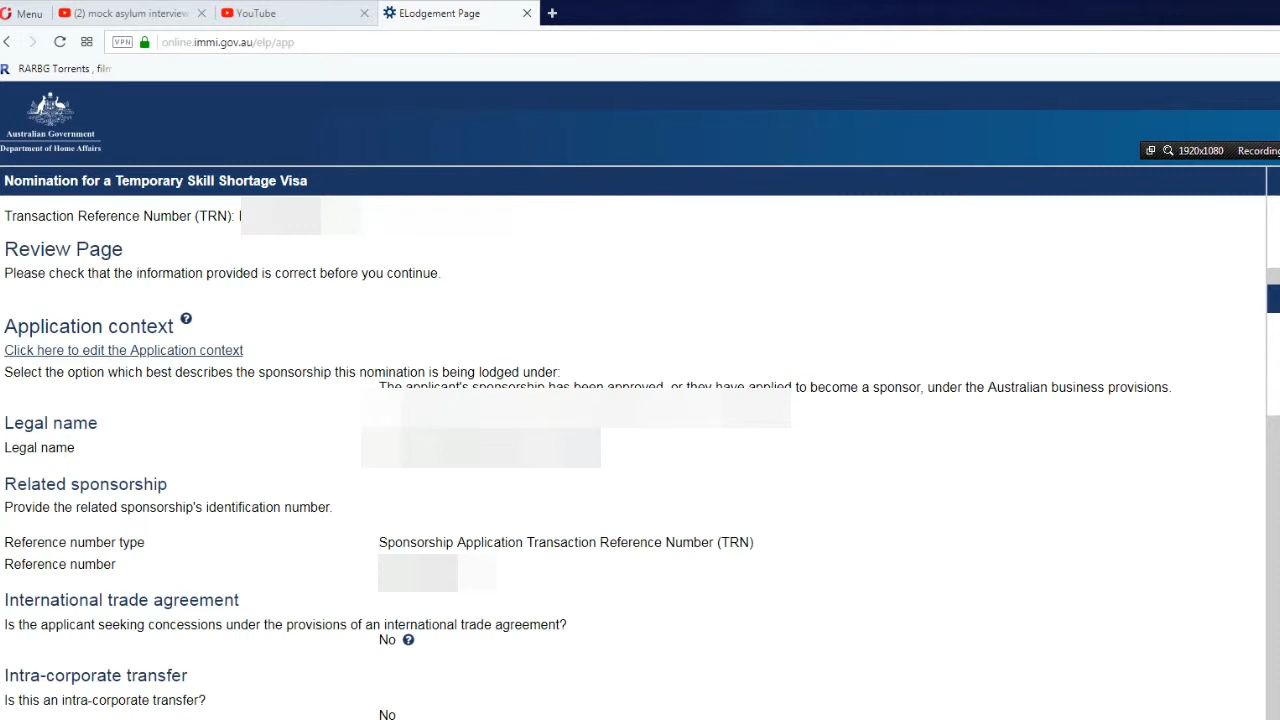 Menu
(2) mock asylum interview
YouTube
ELodgement Page
VPN
online.immi.gov.au/elp/app
RARBG Torrents , film
Australian Government
Department of Home Affairs
1920x1080
Recording
Nomination for a Temporary Skill Shortage Visa
Transaction Reference Number (TRN):
Review Page
Please check that the information provided is correct before you continue.
Application context
Click here to edit the Application context
Select the option which best describes the sponsorship this nomination is being lodged under:
The applicant's sponsorship has been approved, or they have applied to become a sponsor, under the Australian business provisions.
Legal name
Legal name
Related sponsorship
Provide the related sponsorship's identification number.
Reference number type
Sponsorship Application Transaction Reference Number (TRN)
Reference number
International trade agreement
Is the applicant seeking concessions under the provisions of an international trade agreement?
No
Intra-corporate transfer
Is this an intra-corporate transfer?
No